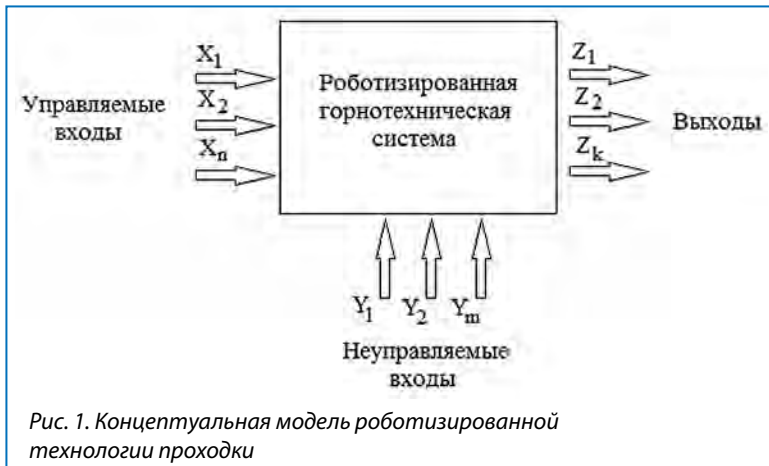 X1
X2
Xn
Управляемые
входы
Роботизированная
горнотехническая
система
Z1
Z2
Zk
Выходы
Y1 Y2 Ym
Неуправляемые
входы
Рис. 1. Концептуальная модель роботизированной
технологии проходки